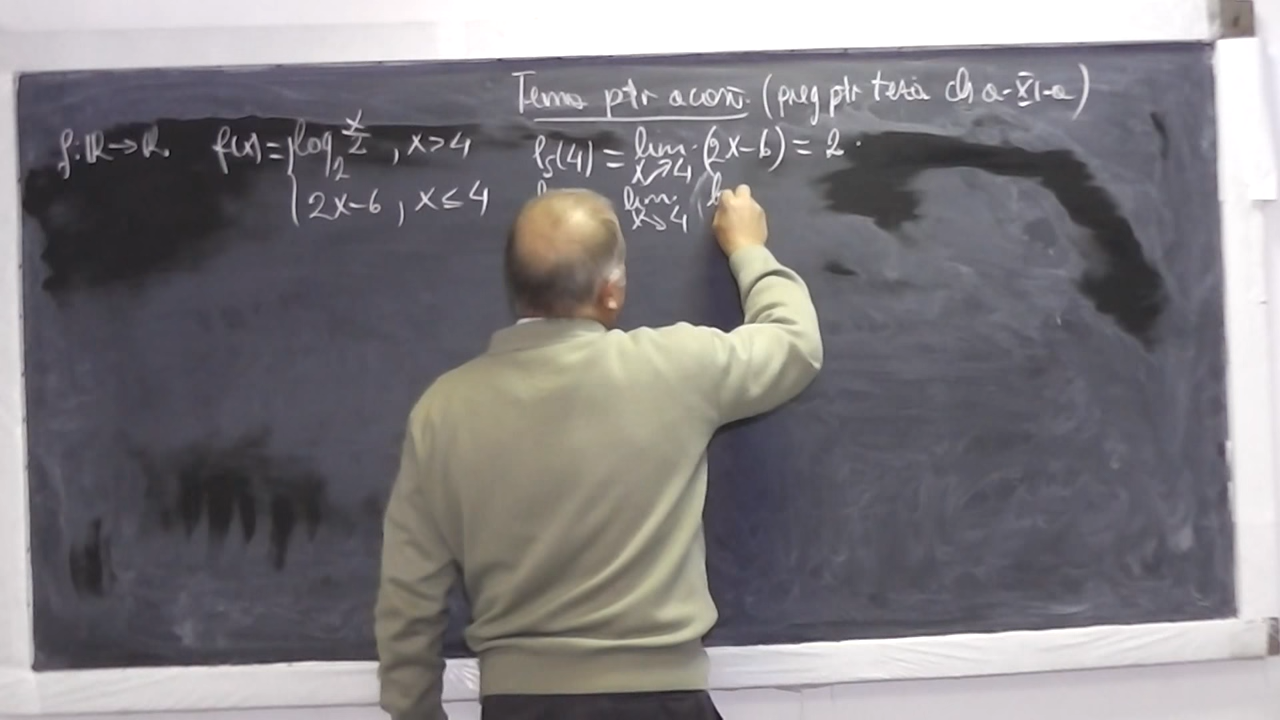 Tema ptr acasă. (preg ptr teză cls a-XI-a)
f:ℝ→ℝ. f(x)={log₂ x/2 , x>4
2x-6 , x≤4
lₛ(4) = lim x↗4 (2x-6) = 2.
lim x↘4 (l